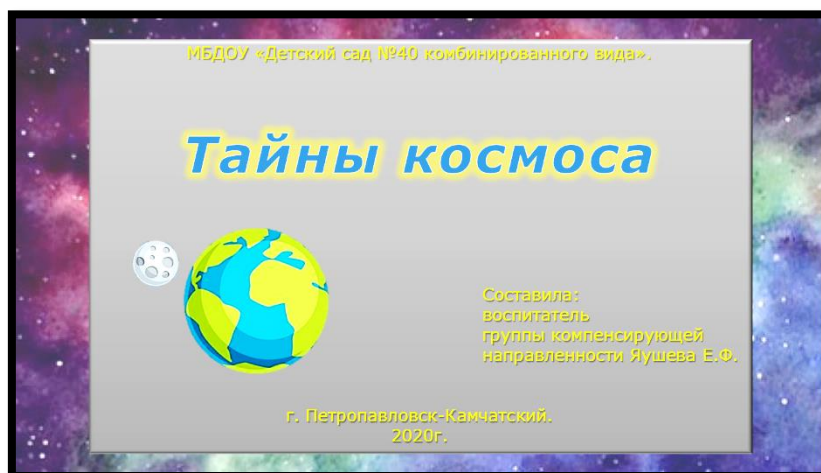 МБДОУ «Детский сад №40 комбинированного вида».
Тайны космоса
Составила:
воспитатель
группы компенсирующей
направленности Яушева Е.Ф.
г. Петропавловск-Камчатский.
2020г.